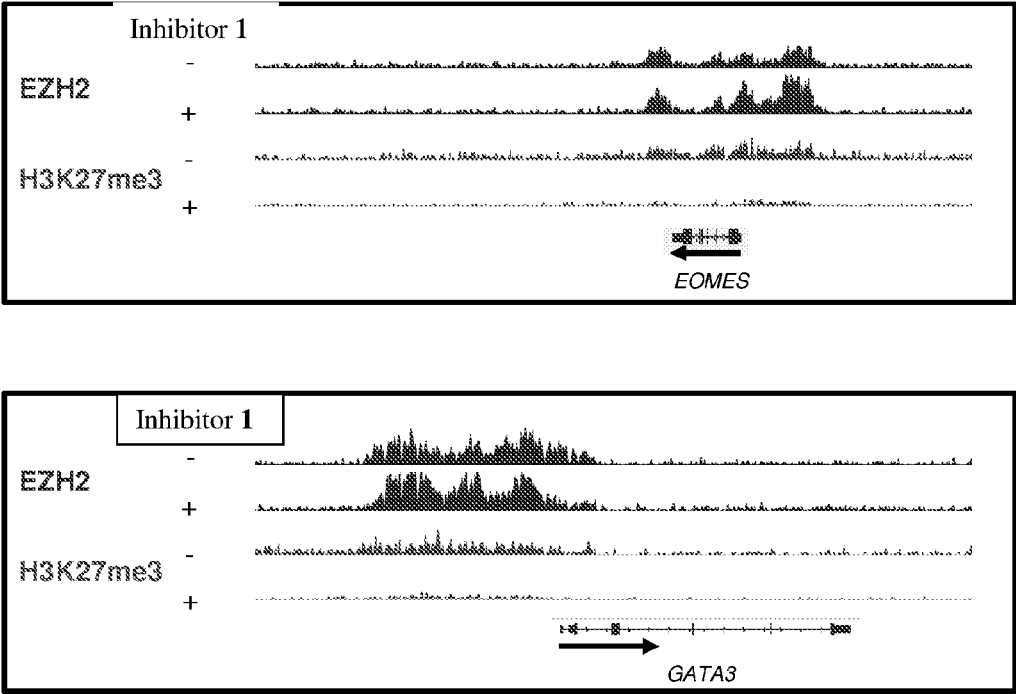 Inhibitor 1
-
EZH2
+
-
H3K27me3
+
EOMES
Inhibitor 1
-
EZH2
+
-
H3K27me3
+
GATA3